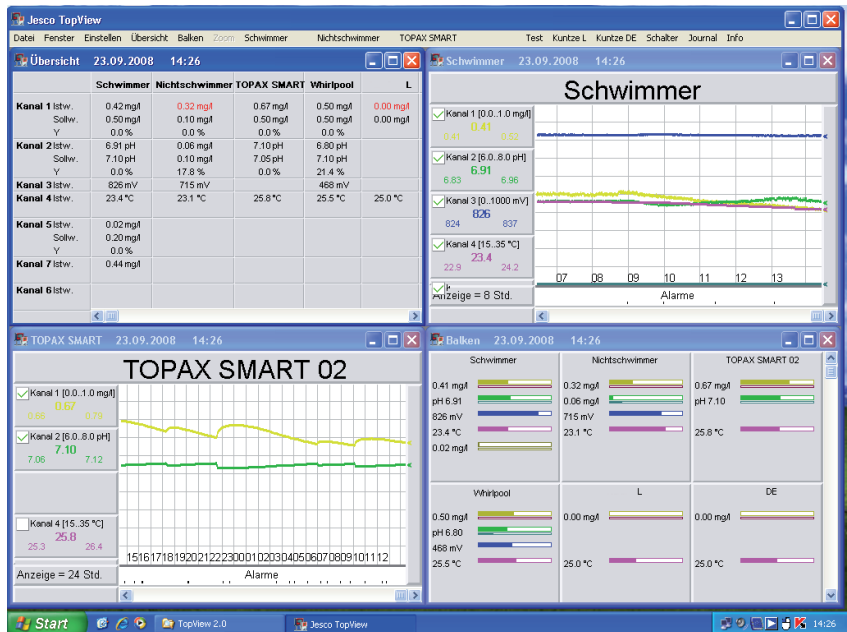 Jesco TopView
Datei Fenster Einstellen Übersicht Balken Zoom Schwimmer Nichtschwimmer TOPAX SMART Test Kuntze L Kuntze DE Schalter Journal Info
Übersicht 23.09.2008 14:26
Schwimmer Nichtschwimmer TOPAX SMART Whirlpool L
Kanal 1 Istw. 0.42 mg/l 0.32 mg/l 0.67 mg/l 0.50 mg/l 0.00 mg/l
Sollw. 0.50 mg/l 0.10 mg/l 0.50 mg/l 0.50 mg/l 0.00 mg/l
Y 0.0 % 0.0 % 0.0 % 0.0 %
Kanal 2 Istw. 6.91 pH 0.06 mg/l 7.10 pH 6.80 pH
Sollw. 7.10 pH 0.10 mg/l 7.05 pH 7.10 pH
Y 0.0 % 17.8 % 0.0 % 21.4 %
Kanal 3 Istw. 826 mV 715 mV 468 mV
Kanal 4 Istw. 23.4 °C 23.1 °C 25.8 °C 25.5 °C 25.0 °C
Kanal 5 Istw. 0.02 mg/l
Sollw. 0.20 mg/l
Y 0.0 %
Kanal 7 Istw. 0.44 mg/l
Kanal 6 Istw.
Schwimmer 23.09.2008 14:26
Schwimmer
Kanal 1 [0.0..1.0 mg/l]
0.41
0.41 0.52
Kanal 2 [6.0..8.0 pH]
6.91
6.83 6.96
Kanal 3 [0..1000 mV]
826
824 837
Kanal 4 [15..35 °C]
23.4
22.9 24.2
07 08 09 10 11 12 13
Anzeige = 8 Std. Alarme
TOPAX SMART 23.09.2008 14:26
TOPAX SMART 02
Kanal 1 [0.0..1.0 mg/l]
0.67
0.65 0.79
Kanal 2 [6.0..8.0 pH]
7.10
7.06 7.12
Kanal 4 [15..35 °C]
25.8
25.3 26.4
15161718192021222300010203040506070809101112
Anzeige = 24 Std. Alarme
Balken 23.09.2008 14:26
Schwimmer Nichtschwimmer TOPAX SMART 02
0.41 mg/l 0.32 mg/l 0.67 mg/l
pH 6.91 0.06 mg/l pH 7.10
826 mV 715 mV
23.4 °C 23.1 °C 25.8 °C
0.02 mg/l
Whirlpool L DE
0.50 mg/l 0.00 mg/l 0.00 mg/l
pH 6.80
468 mV
25.5 °C 25.0 °C 25.0 °C
Start TopView 2.0 Jesco TopView 14:26